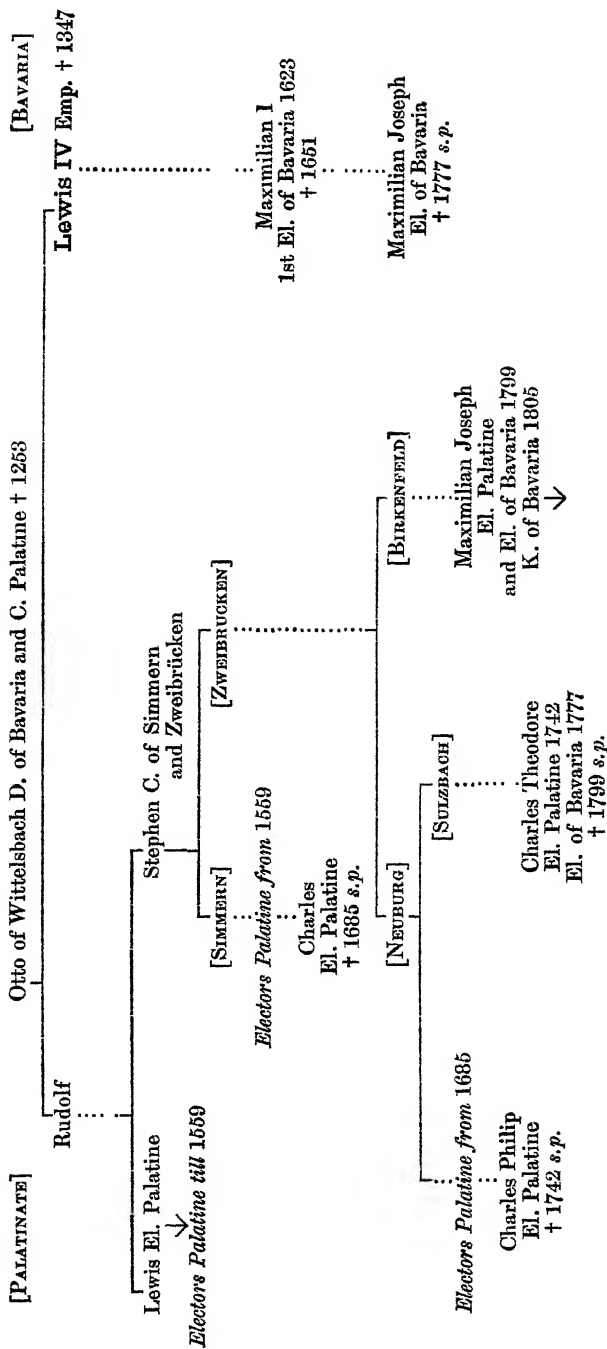 [PALATINATE]
[BAVARIA]
Otto of Wittelsbach D. of Bavaria and C. Palatine † 1253
Rudolf
Lewis IV Emp. † 1347
Lewis El. Palatine
Electors Palatine till 1559
Stephen C. of Simmern
and Zweibrücken
[SIMMERN]
[ZWEIBRUCKEN]
Electors Palatine from 1559
Charles
El. Palatine
† 1685 s.p.
Maximilian I
1st El. of Bavaria 1623
† 1651
[NEUBURG]
[BIRKENFELD]
Maximilian Joseph
El. of Bavaria
† 1777 s.p.
Electors Palatine from 1685
[SULZBACH]
Charles Philip
El. Palatine
† 1742 s.p.
Charles Theodore
El. Palatine 1742
El. of Bavaria 1777
† 1799 s.p.
Maximilian Joseph
El. Palatine
and El. of Bavaria 1799
K. of Bavaria 1805